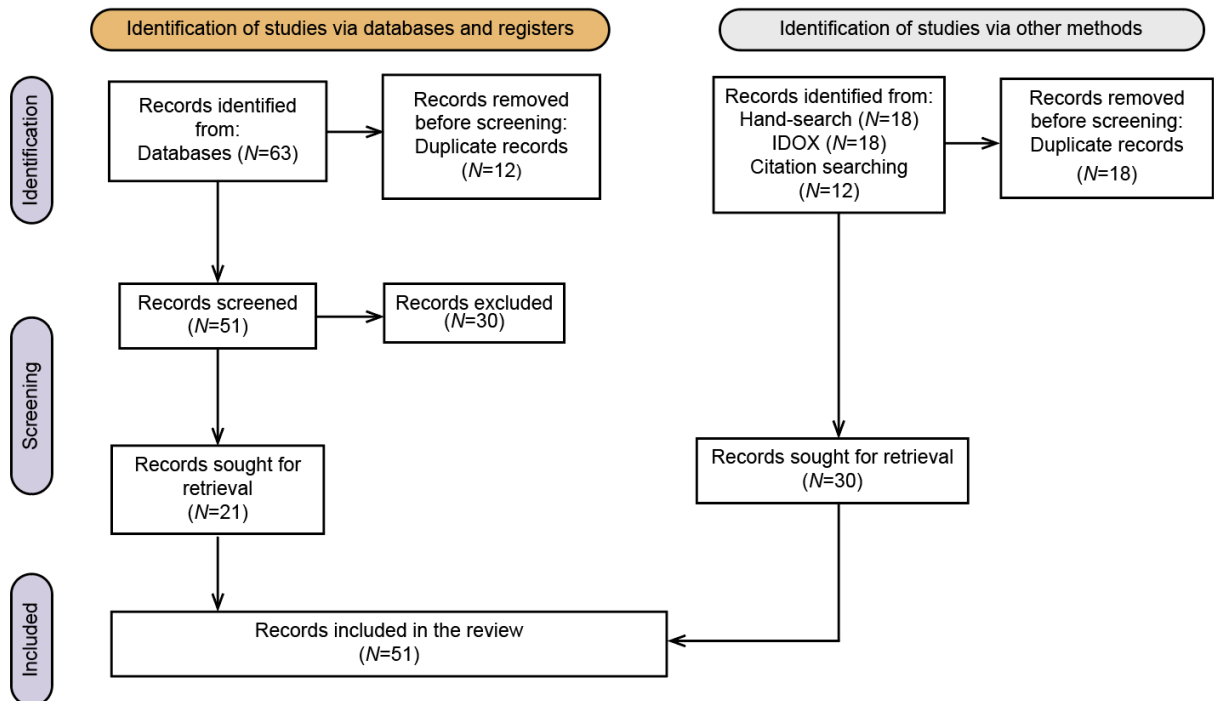 Identification of studies via databases and registers
Identification of studies via other methods
Identification
Records identified
from:
Databases (N=63)
Records removed
before screening:
Duplicate records
(N=12)
Records identified from:
Hand-search (N=18)
IDOX (N=18)
Citation searching
(N=12)
Records removed
before screening:
Duplicate records
(N=18)
Screening
Records screened
(N=51)
Records excluded
(N=30)
Records sought for
retrieval
(N=21)
Records sought for retrieval
(N=30)
Included
Records included in the review
(N=51)